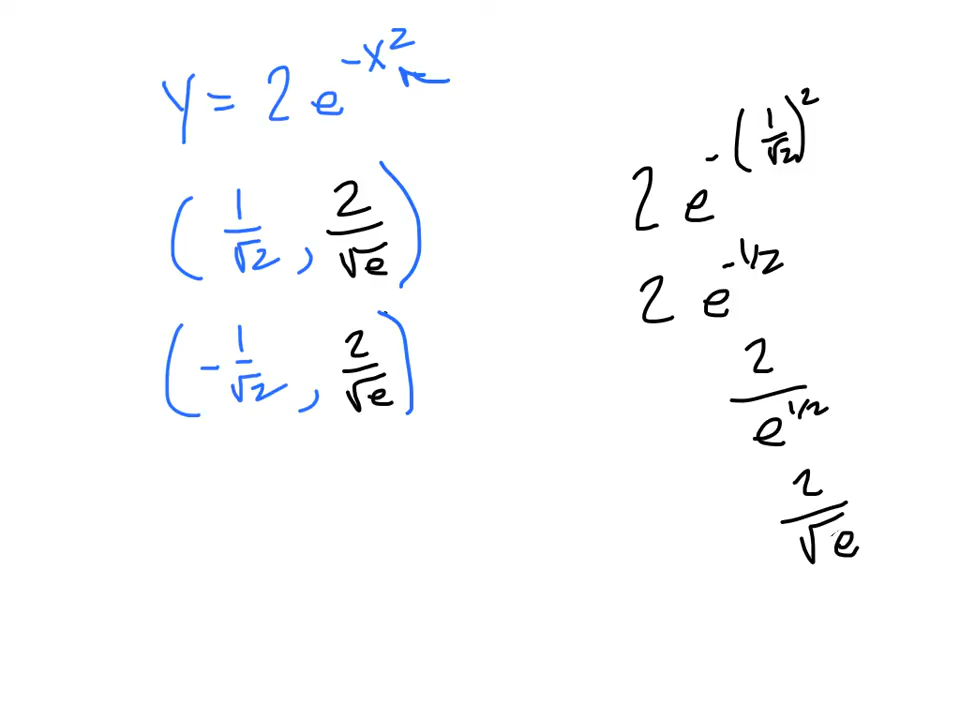 y = 2e^{-x^2}
(1/√2, 2/√e)
(-1/√2, 2/√e)
2e^{-(1/√2)^2}
2e^{-1/2}
2/e^{1/2}
2/√e